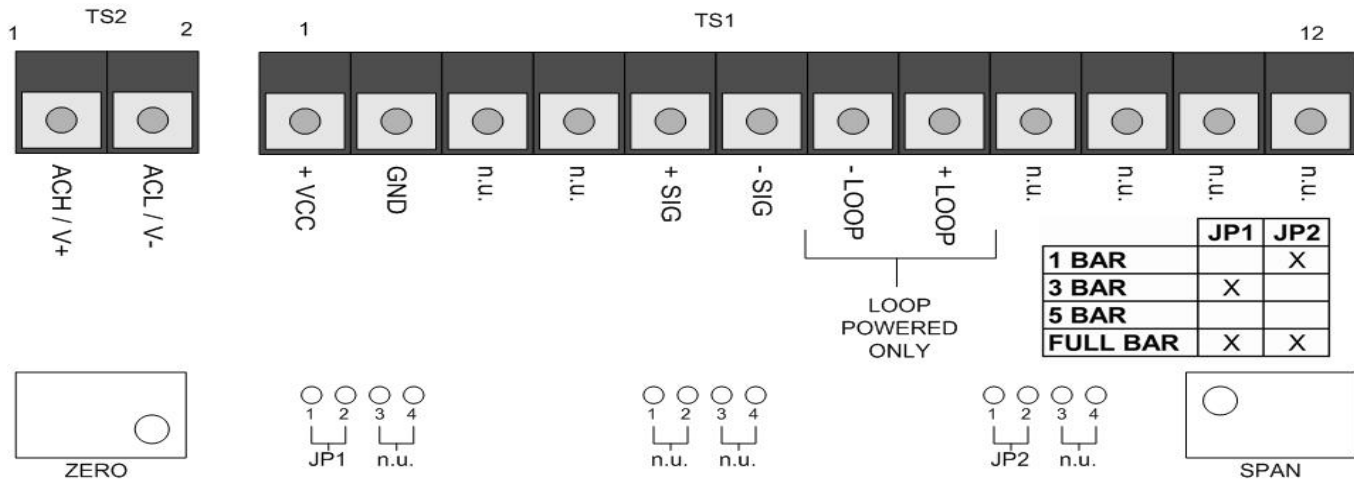 TS2
TS1
1
2
1
12
ACH / V+
ACL / V-
+ VCC
GND
n.u.
n.u.
+ SIG
- SIG
- LOOP
+ LOOP
n.u.
n.u.
n.u.
n.u.
LOOP
POWERED
ONLY
JP1 JP2
1 BAR X
3 BAR X
5 BAR
FULL BAR X X
ZERO
1 2 3 4
JP1 n.u.
1 2 3 4
n.u. n.u.
1 2 3 4
JP2 n.u.
SPAN